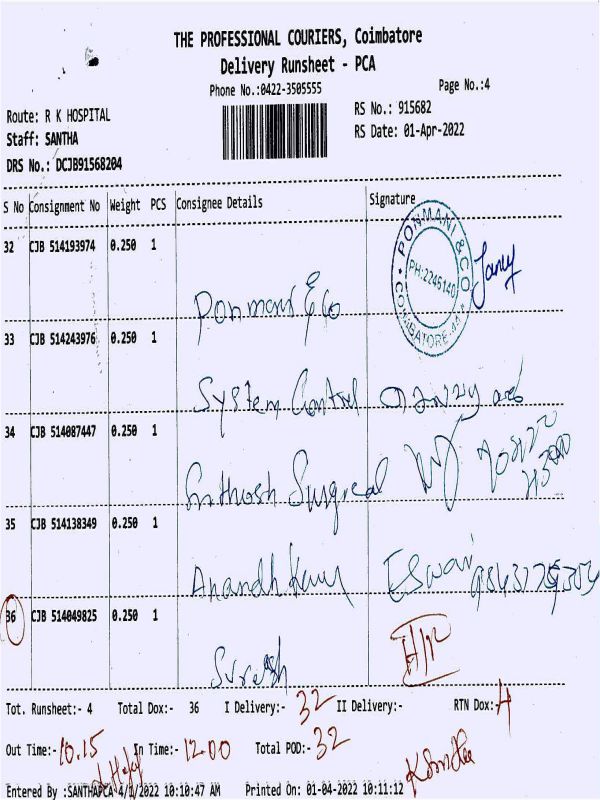 THE PROFESSIONAL COURIERS, Coimbatore
Delivery Runsheet - PCA
Phone No.:0422-3505555
Page No.:4
Route: R K HOSPITAL
RS No.: 915682
Staff: SANTHA
RS Date: 01-Apr-2022
DRS No.: DCJB91568204
S No Consignment No Weight PCS Consignee Details Signature
32 CJB 514193974 0.250 1
PONMANI & CO
PH:2245140
COIMBATORE-44
Ponmani & Co
33 CJB 514243976 0.250 1
System Control
34 CJB 514087447 0.250 1
Santhosh Surgical
35 CJB 514138349 0.250 1
Anandh Kumar Eswari
36 CJB 514049825 0.250 1
Suresh
Tot. Runsheet:- 4 Total Dox:- 36 I Delivery:- 32 II Delivery:- RTN Dox:- 4
Out Time:- 10.15 In Time:- 12.00 Total POD:- 32
Entered By :SANTHAPCA 4/1/2022 10:10:47 AM Printed On: 01-04-2022 10:11:12